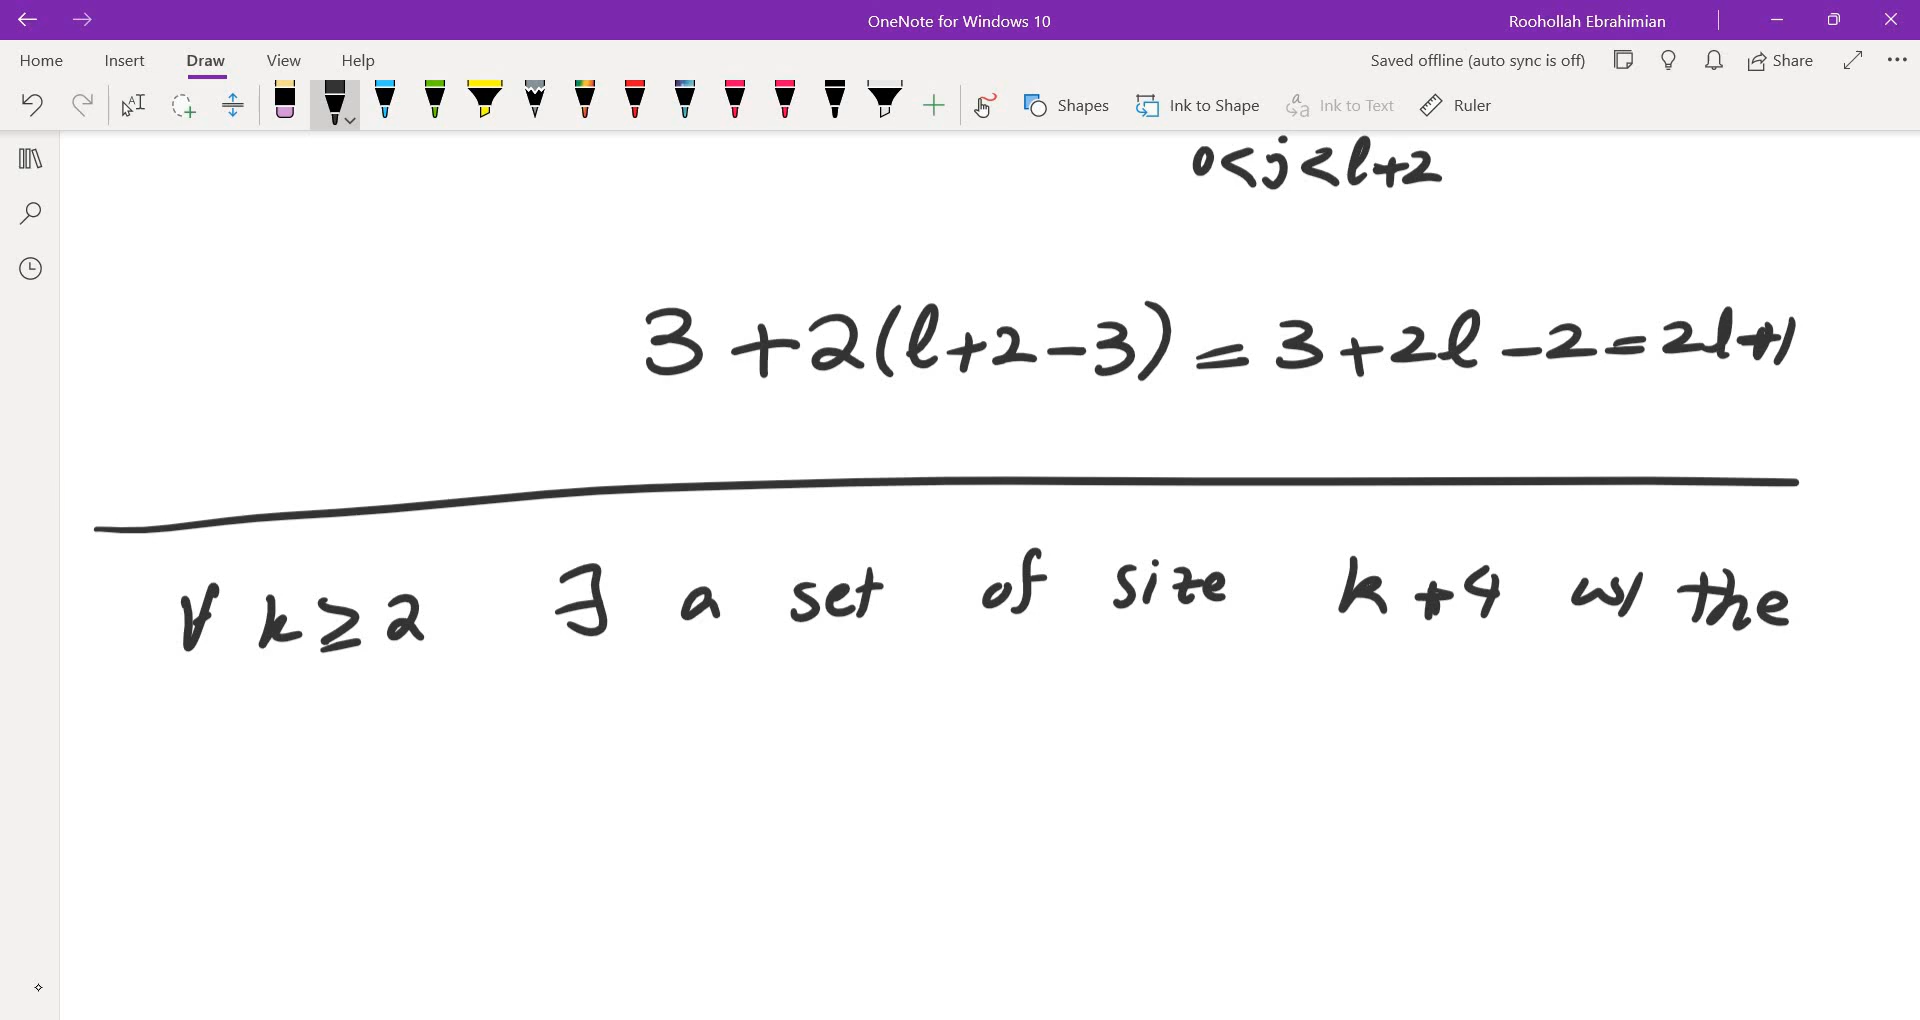 OneNote for Windows 10
Roohollah Ebrahimian
Home Insert Draw View Help
Saved offline (auto sync is off) Share
Shapes Ink to Shape Ink to Text Ruler
0<j<l+2
3+2(l+2-3)=3+2l-2=2l+1
∀ k≥2 ∃ a set of size k+4 w/ the